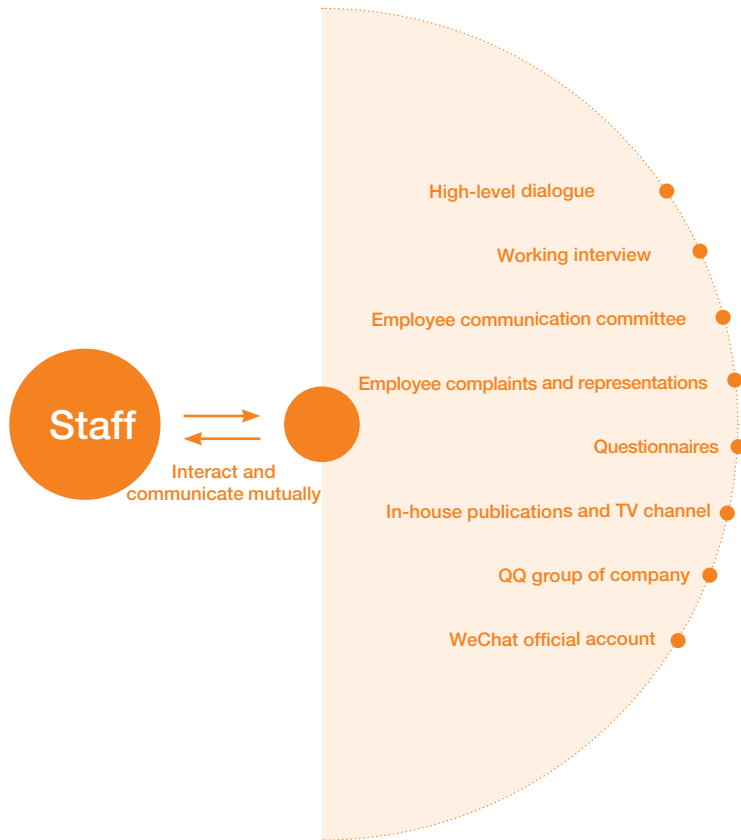 High-level dialogue
Working interview
Employee communication committee
Employee complaints and representations
Staff
Questionnaires
Interact and
communicate mutually
In-house publications and TV channel
QQ group of company
WeChat official account